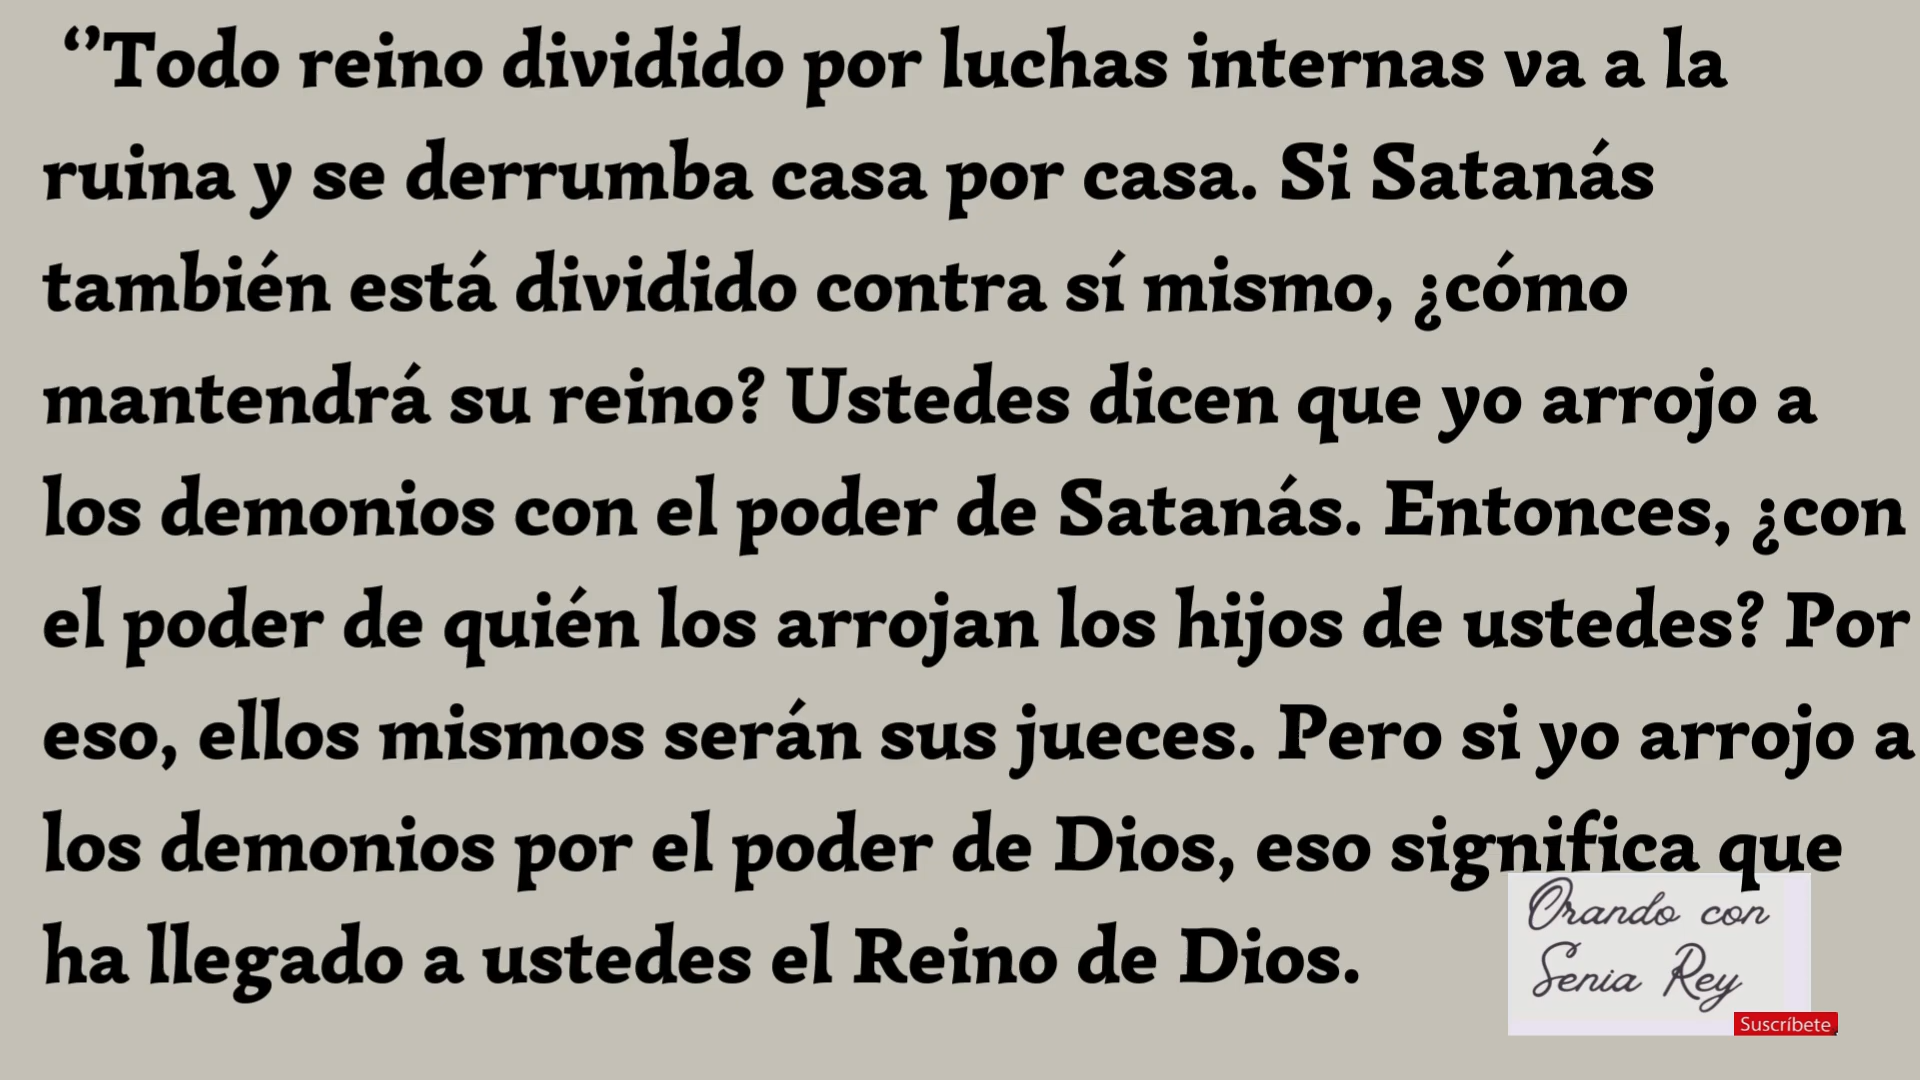 ‘’Todo reino dividido por luchas internas va a la
ruina y se derrumba casa por casa. Si Satanás
también está dividido contra sí mismo, ¿cómo
mantendrá su reino? Ustedes dicen que yo arrojo a
los demonios con el poder de Satanás. Entonces, ¿con
el poder de quién los arrojan los hijos de ustedes? Por
eso, ellos mismos serán sus jueces. Pero si yo arrojo a
los demonios por el poder de Dios, eso significa que
ha llegado a ustedes el Reino de Dios.
Orando con
Senia Rey
Suscríbete